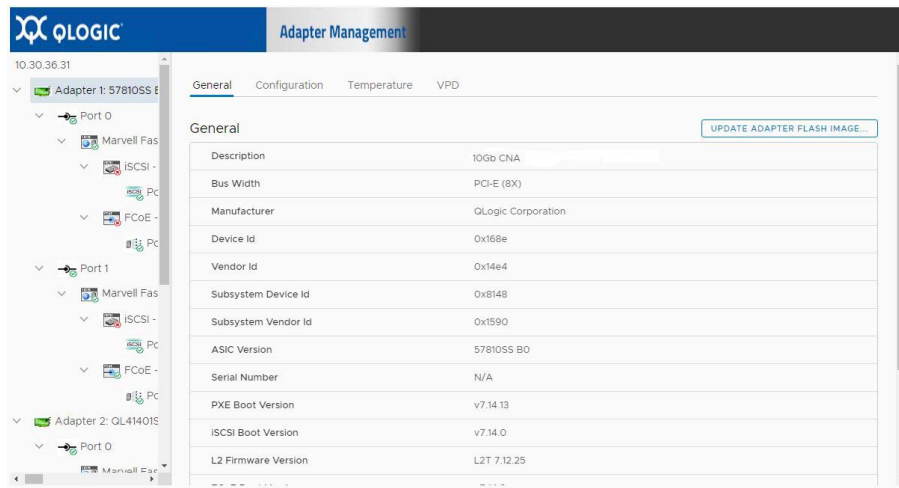 QLOGIC
Adapter Management
10.30.36.31
Adapter 1: 57810SS
Port 0
Marvell Fas
iSCSI -
iSCSI
FCoE -
Port 1
Marvell Fas
iSCSI -
iSCSI
FCoE -
Adapter 2: QL41401S
Port 0
General
Configuration
Temperature
VPD
General
UPDATE ADAPTER FLASH IMAGE...
Description 10Gb CNA
Bus Width PCI-E (8X)
Manufacturer QLogic Corporation
Device Id 0x168e
Vendor Id 0x14e4
Subsystem Device Id 0x8148
Subsystem Vendor Id 0x1590
ASIC Version 57810SS B0
Serial Number N/A
PXE Boot Version v7.14.13
iSCSI Boot Version v7.14.0
L2 Firmware Version L2T 7.12.25